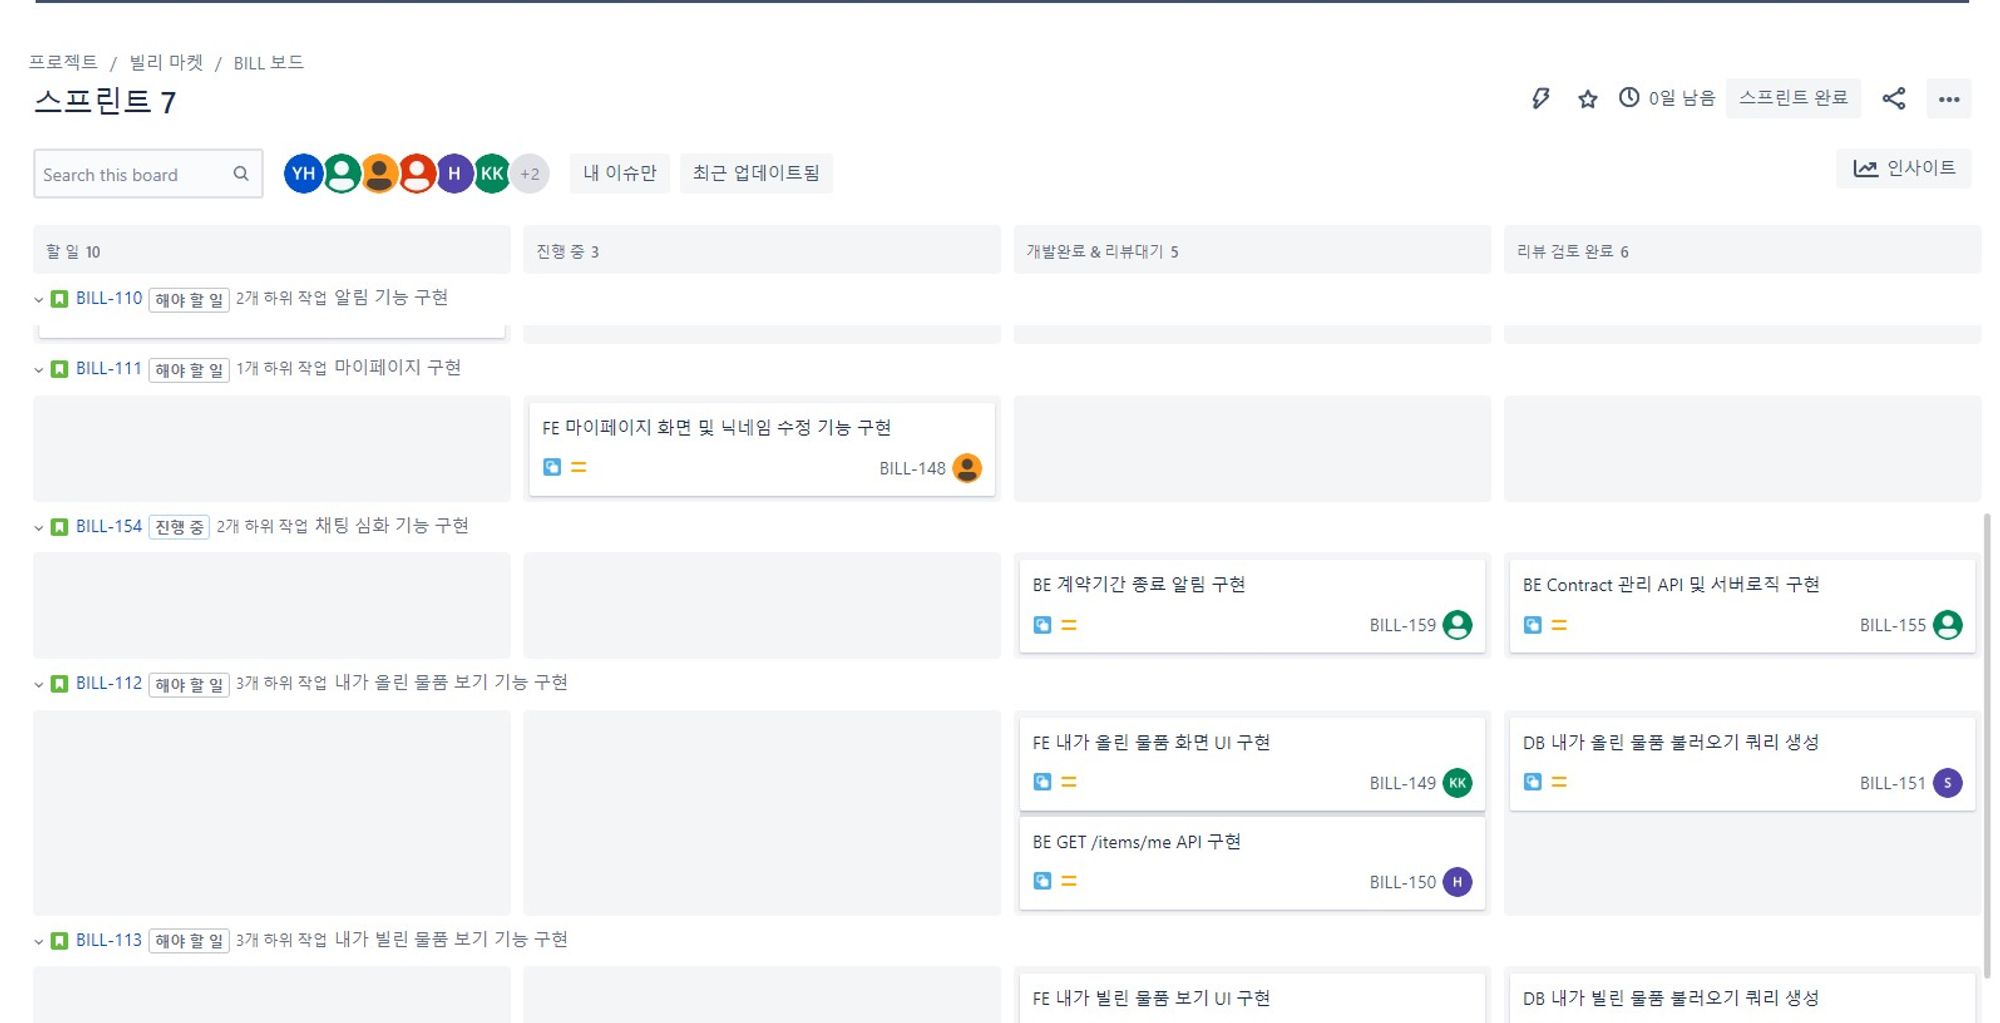 프로젝트 / 빌리 마켓 / BILL 보드
스프린트 7
0일 남음
스프린트 완료
Search this board
YH
H
KK
+2
내 이슈만
최근 업데이트됨
인사이트
할 일 10
진행 중 3
개발완료 & 리뷰대기 5
리뷰 검토 완료 6
BILL-110 해야 할 일 2개 하위 작업 알림 기능 구현
BILL-111 해야 할 일 1개 하위 작업 마이페이지 구현
FE 마이페이지 화면 및 닉네임 수정 기능 구현
BILL-148
BILL-154 진행 중 2개 하위 작업 채팅 심화 기능 구현
BE 계약기간 종료 알림 구현
BILL-159
BE Contract 관리 API 및 서버로직 구현
BILL-155
BILL-112 해야 할 일 3개 하위 작업 내가 올린 물품 보기 기능 구현
FE 내가 올린 물품 화면 UI 구현
BILL-149 KK
DB 내가 올린 물품 불러오기 쿼리 생성
BILL-151 S
BE GET /items/me API 구현
BILL-150 H
BILL-113 해야 할 일 3개 하위 작업 내가 빌린 물품 보기 기능 구현
FE 내가 빌린 물품 보기 UI 구현
DB 내가 빌린 물품 불러오기 쿼리 생성